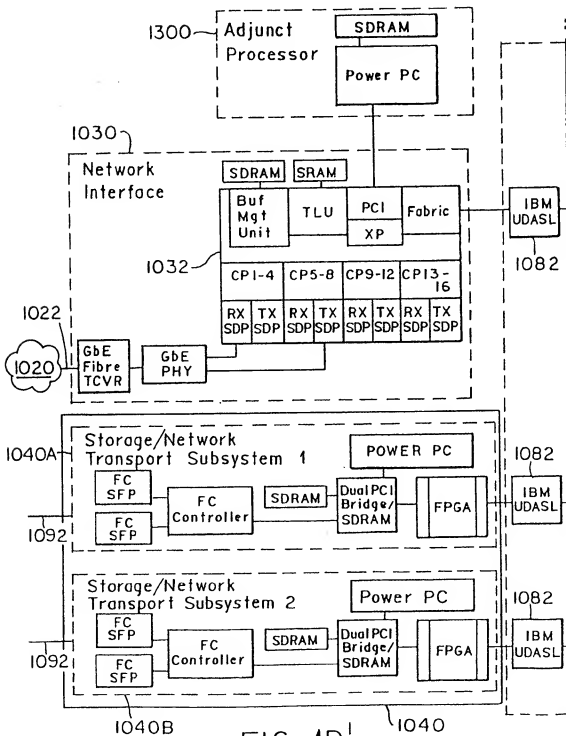 1300
Adjunct
Processor
SDRAM
Power PC
1030
Network
Interface
SDRAM
SRAM
Buf
Mgt
Unit
TLU
PCI
XP
Fabric
IBM
UDASL
1082
1032
CP1-4
CP5-8
CP9-12
CP13-
16
RX
SDP
TX
SDP
RX
SDP
TX
SDP
RX
SDP
TX
SDP
RX
SDP
TX
SDP
1022
1020
GbE
Fibre
TCVR
GbE
PHY
1040A
Storage/Network
Transport Subsystem 1
POWER PC
FC
SFP
FC
SFP
FC
Controller
SDRAM
Dual PCI
Bridge/
SDRAM
FPGA
1082
IBM
UDASL
1092
Storage/Network
Transport Subsystem 2
Power PC
FC
SFP
FC
SFP
FC
Controller
SDRAM
Dual PCI
Bridge/
SDRAM
FPGA
1082
IBM
UDASL
1092
1040B
1040